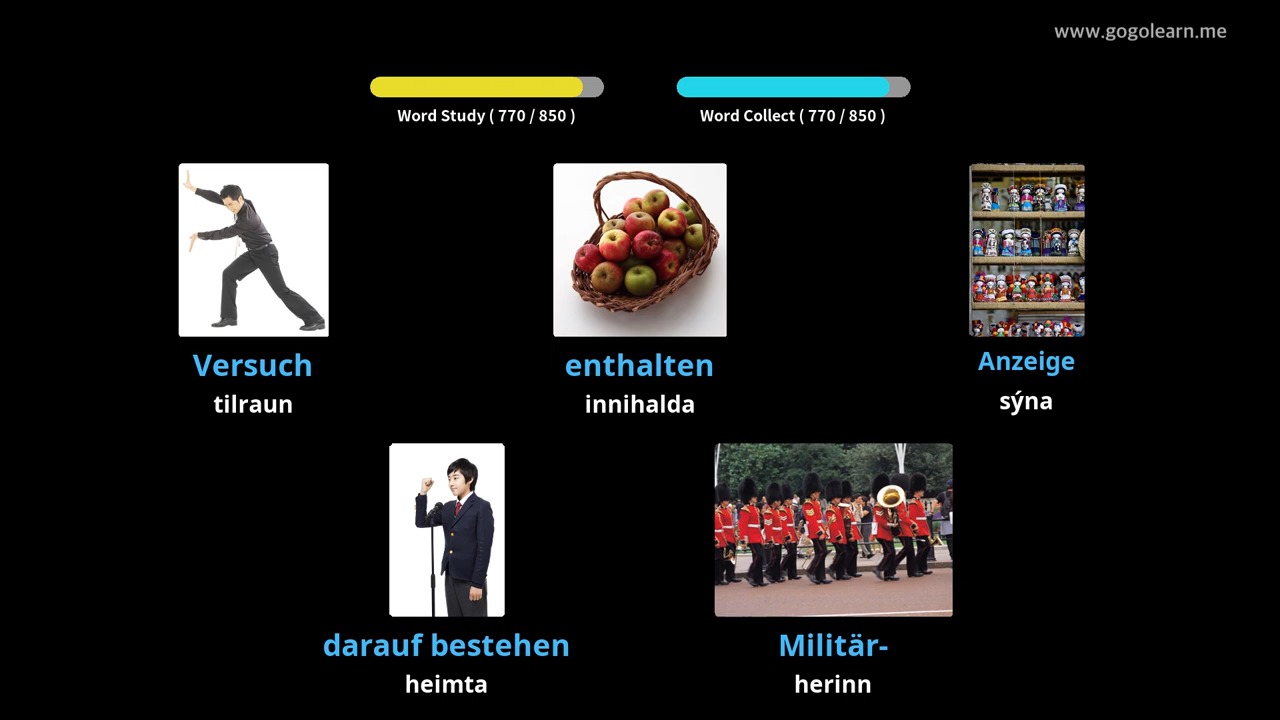 www.gogolearn.me
Word Study ( 770 / 850 )
Word Collect ( 770 / 850 )
Versuch
tilraun
enthalten
innihalda
Anzeige
sýna
darauf bestehen
heimta
Militär-
herinn